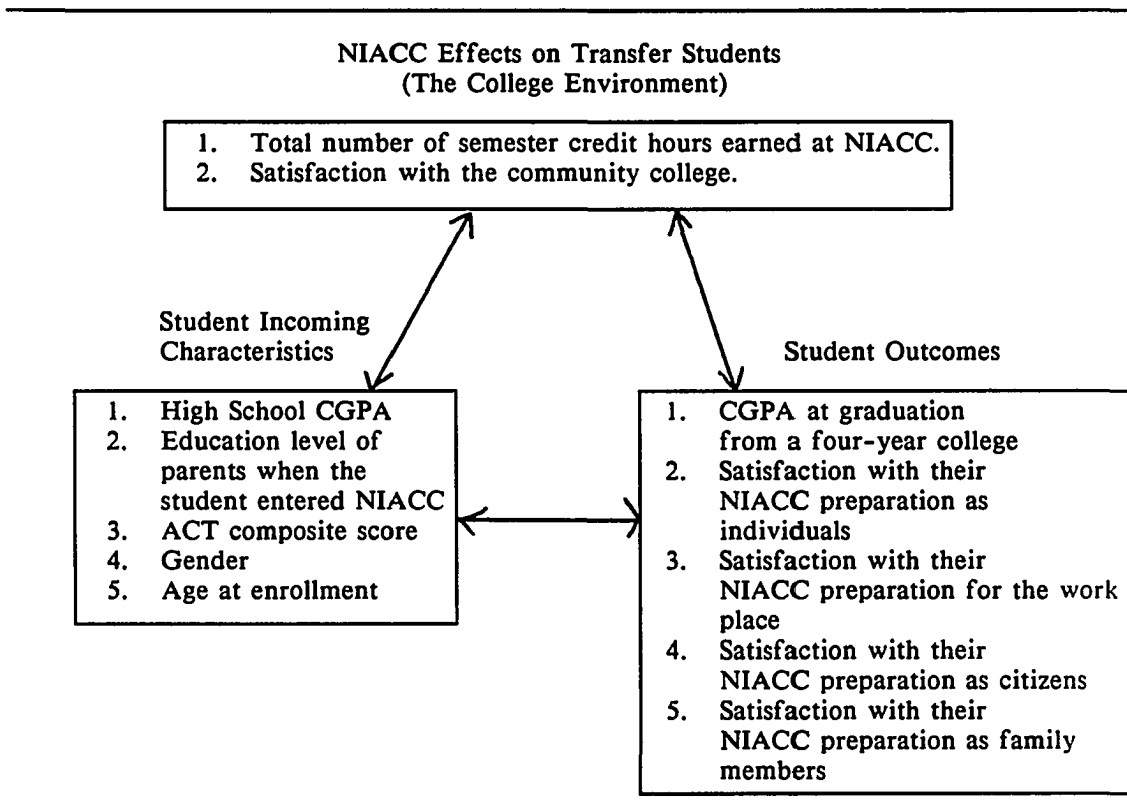 NIACC Effects on Transfer Students
(The College Environment)
1. Total number of semester credit hours earned at NIACC.
2. Satisfaction with the community college.
Student Incoming
Characteristics
1. High School CGPA
2. Education level of
parents when the
student entered NIACC
3. ACT composite score
4. Gender
5. Age at enrollment
Student Outcomes
1. CGPA at graduation
from a four-year college
2. Satisfaction with their
NIACC preparation as
individuals
3. Satisfaction with their
NIACC preparation for the work
place
4. Satisfaction with their
NIACC preparation as citizens
5. Satisfaction with their
NIACC preparation as family
members